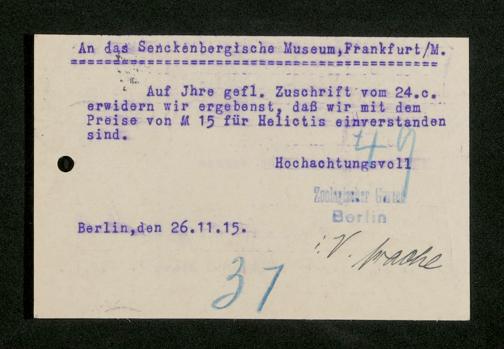 An das Senckenbergische Museum,Frankfurt/M.
Auf Jhre gefl. Zuschrift vom 24.c.
erwidern wir ergebenst, daß wir mit dem
Preise von M 15 für Helictis einverstanden
sind.
49
Hochachtungsvoll
Zoologischer Garten
Berlin
Berlin,den 26.11.15.
i.V.
37